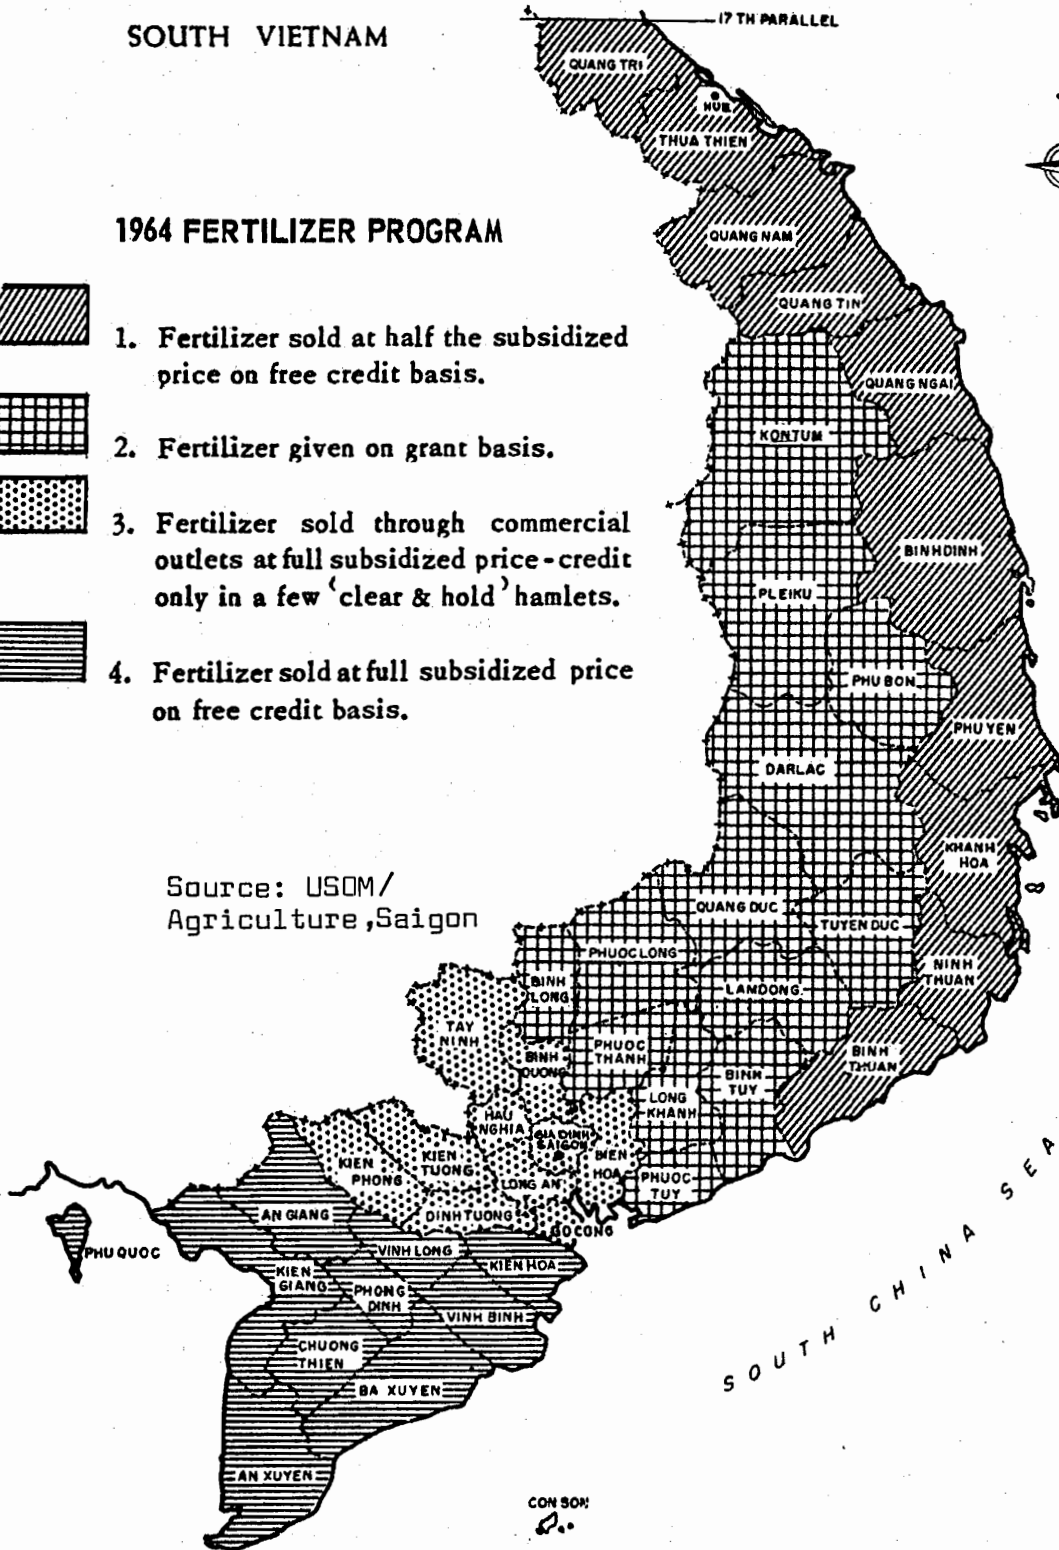 SOUTH VIETNAM
17 TH PARALLEL
QUANG TRI
HUE
THUA THIEN
1964 FERTILIZER PROGRAM
QUANG NAM
QUANG TIN
1. Fertilizer sold at half the subsidized
price on free credit basis.
QUANG NGAI
KONTUM
2. Fertilizer given on grant basis.
3. Fertilizer sold through commercial
outlets at full subsidized price-credit
only in a few 'clear & hold' hamlets.
BINH DINH
PLEIKU
4. Fertilizer sold at full subsidized price
on free credit basis.
PHU BON
PHU YEN
DARLAC
KHANH
HOA
Source: USOM/
Agriculture,Saigon
QUANG DUC
TUYEN DUC
PHUOC LONG
NINH
THUAN
BINH
LONG
LAMDONG
TAY
NINH
BINH
DUONG
PHUOC
THANH
BINH
THUAN
BINH
TUY
LONG
KHANH
HAU
NGHIA
GIA DINH
SAIGON
BIEN
HOA
KIEN
PHONG
KIEN
TUONG
LONG AN
PHUOC
TUY
AN GIANG
DINH TUONG
GO CONG
PHU QUOC
VINH LONG
KIEN HOA
KIEN
GIANG
PHONG
DINH
VINH BINH
CHUONG
THIEN
BA XUYEN
AN XUYEN
CON SON
SOUTH CHINA SEA